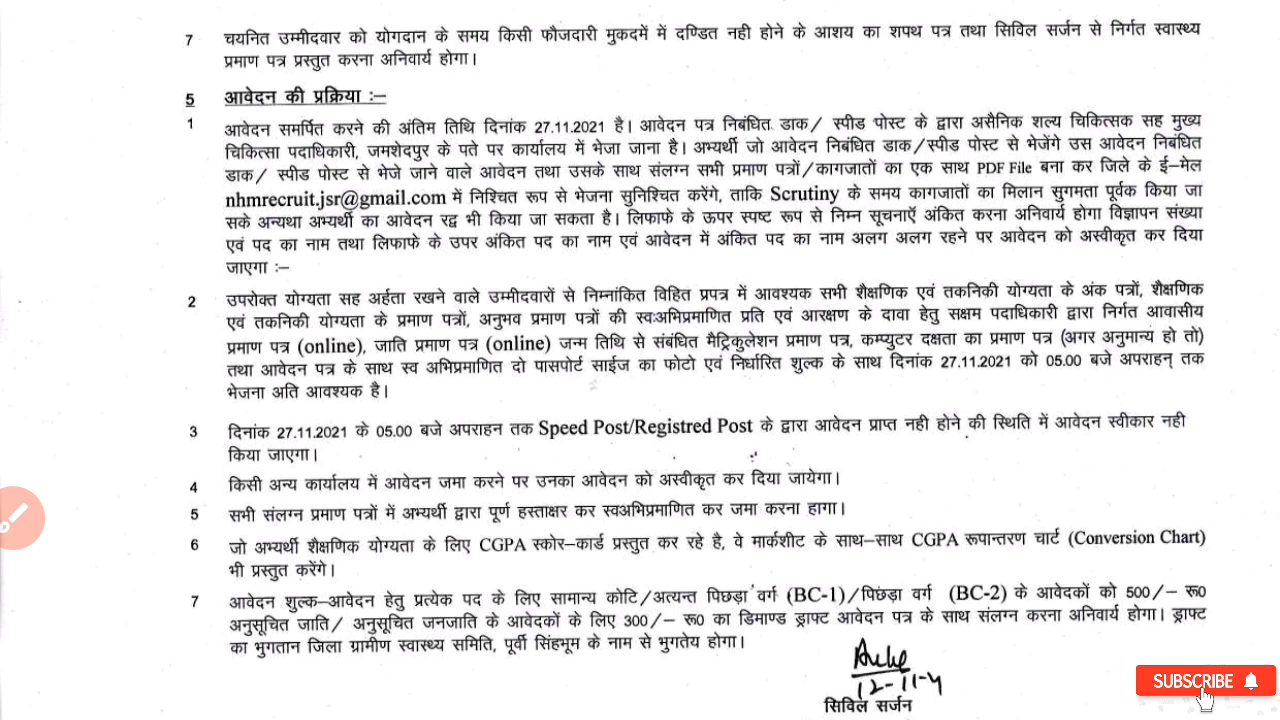 7 चयनित उम्मीदवार को योगदान के समय किसी फौजदारी मुकदमें में दण्डित नही होने के आशय का शपथ पत्र तथा सिविल सर्जन से निर्गत स्वास्थ्य
प्रमाण पत्र प्रस्तुत करना अनिवार्य होगा।
5 आवेदन की प्रक्रिया :–
1 आवेदन समर्पित करने की अंतिम तिथि दिनांक 27.11.2021 है। आवेदन पत्र निबंधित डाक/ स्पीड पोस्ट के द्वारा असैनिक शल्य चिकित्सक सह मुख्य
चिकित्सा पदाधिकारी, जमशेदपुर के पते पर कार्यालय में भेजा जाना है। अभ्यर्थी जो आवेदन निबंधित डाक/स्पीड पोस्ट से भेजेंगे उस आवेदन निबंधित
डाक/ स्पीड पोस्ट से भेजे जाने वाले आवेदन तथा उसके साथ संलग्न सभी प्रमाण पत्रों/कागजातों का एक साथ PDF File बना कर जिले के ई–मेल
nhmrecruit.jsr@gmail.com में निश्चित रूप से भेजना सुनिश्चित करेंगे, ताकि Scrutiny के समय कागजातों का मिलान सुगमता पूर्वक किया जा
सके अन्यथा अभ्यर्थी का आवेदन रद्व भी किया जा सकता है। लिफाफे के ऊपर स्पष्ट रूप से निम्न सूचनाऍ अंकित करना अनिवार्य होगा विज्ञापन संख्या
एवं पद का नाम तथा लिफाफे के उपर अंकित पद का नाम एवं आवेदन में अंकित पद का नाम अलग अलग रहने पर आवेदन को अस्वीकृत कर दिया
जाएगा :–
2 उपरोक्त योग्यता सह अर्हता रखने वाले उम्मीदवारों से निम्नांकित विहित प्रपत्र में आवश्यक सभी शैक्षणिक एवं तकनिकी योग्यता के अंक पत्रों, शैक्षणिक
एवं तकनिकी योग्यता के प्रमाण पत्रों, अनुभव प्रमाण पत्रों की स्वःअभिप्रमाणित प्रति एवं आरक्षण के दावा हेतु सक्षम पदाधिकारी द्वारा निर्गत आवासीय
प्रमाण पत्र (online), जाति प्रमाण पत्र (online) जन्म तिथि से संबंधित मैट्रिकुलेशन प्रमाण पत्र, कम्प्युटर दक्षता का प्रमाण पत्र (अगर अनुमान्य हो तो)
तथा आवेदन पत्र के साथ स्व अभिप्रमाणित दो पासपोर्ट साईज का फोटो एवं निर्धारित शुल्क के साथ दिनांक 27.11.2021 को 05.00 बजे अपराहन् तक
भेजना अति आवश्यक है।
3 दिनांक 27.11.2021 के 05.00 बजे अपराहन तक Speed Post/Registred Post के द्वारा आवेदन प्राप्त नही होने की स्थिति में आवेदन स्वीकार नही
किया जाएगा।
4 किसी अन्य कार्यालय में आवेदन जमा करने पर उनका आवेदन को अस्वीकृत कर दिया जायेगा।
5 सभी संलग्न प्रमाण पत्रों में अभ्यर्थी द्वारा पूर्ण हस्ताक्षर कर स्वअभिप्रमाणित कर जमा करना हागा।
6 जो अभ्यर्थी शैक्षणिक योग्यता के लिए CGPA स्कोर–कार्ड प्रस्तुत कर रहे है, वे मार्कशीट के साथ–साथ CGPA रूपान्तरण चार्ट (Conversion Chart)
भी प्रस्तुत करेंगे।
7 आवेदन शुल्क–आवेदन हेतु प्रत्येक पद के लिए सामान्य कोटि/अत्यन्त पिछड़ा वर्ग (BC-1)/पिछंड़ा वर्ग (BC-2) के आवेदकों को 500/– रू0
अनुसूचित जाति/ अनुसूचित जनजाति के आवेदकों के लिए 300/– रू0 का डिमाण्ड ड्राफ्ट आवेदन पत्र के साथ संलग्न करना अनिवार्य होगा। ड्राफ्ट
का भुगतान जिला ग्रामीण स्वास्थ्य समिति, पूर्वी सिंहभूम के नाम से भुगतेय होगा।
सिविल सर्जन
SUBSCRIBE